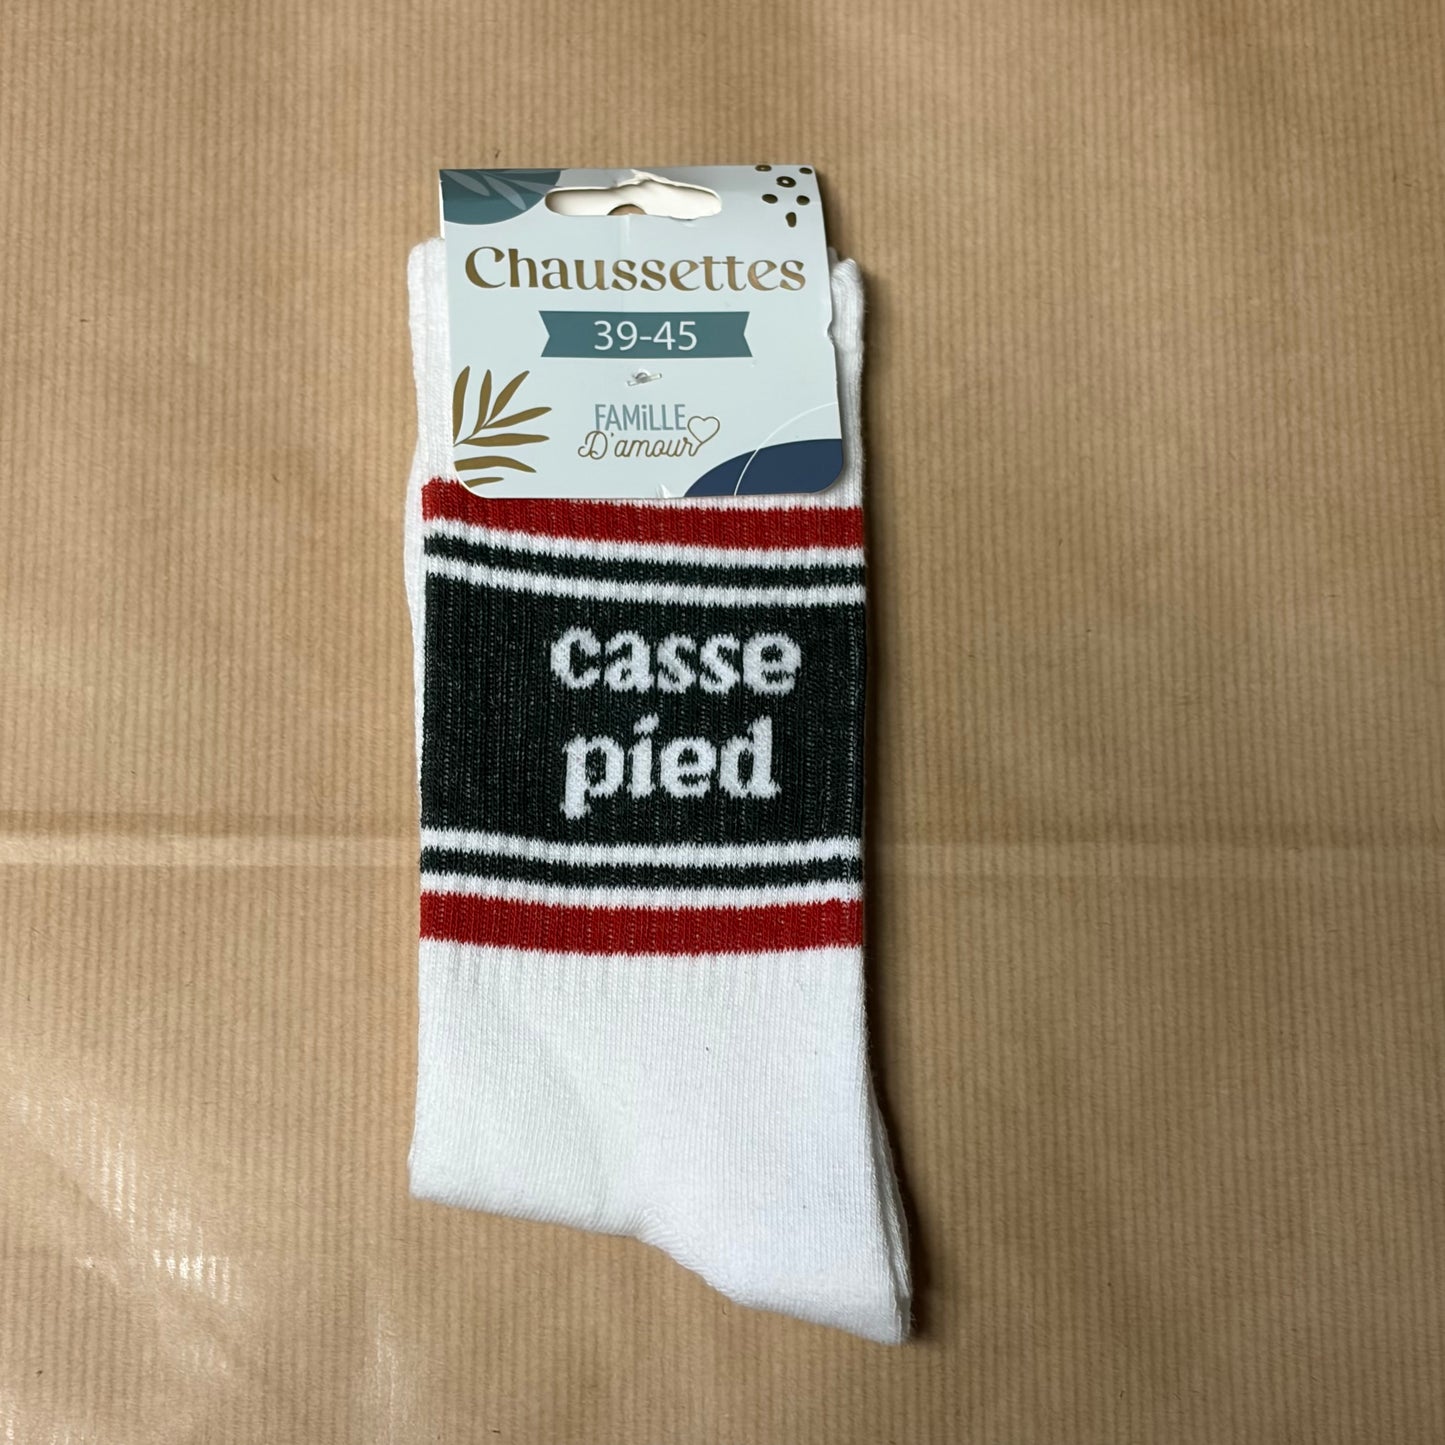 Chaussettes
39-45
FAMiLLE
D'amour
casse
pied